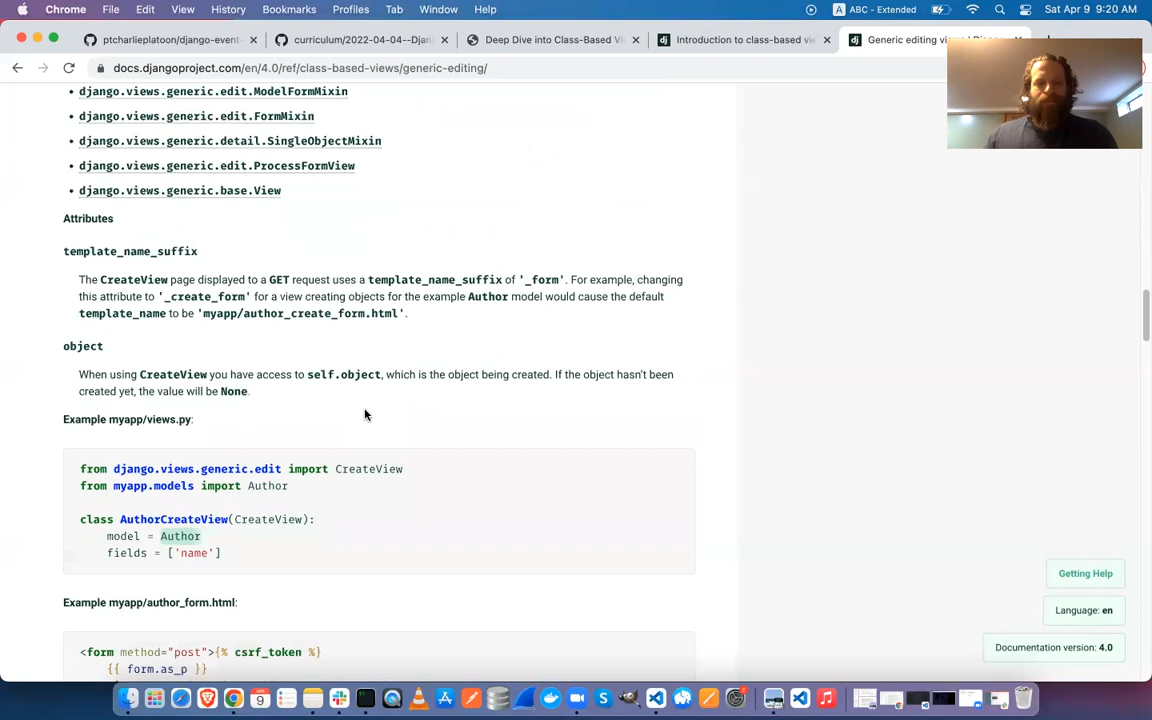 Chrome File Edit View History Bookmarks Profiles Tab Window Help A ABC - Extended Sat Apr 9 9:20 AM
ptcharlieplatoon/django-event- curriculum/2022-04-04--Djan Deep Dive into Class-Based Vi Introduction to class-based vie Generic editing views | Djan
docs.djangoproject.com/en/4.0/ref/class-based-views/generic-editing/
• django.views.generic.edit.ModelFormMixin
• django.views.generic.edit.FormMixin
• django.views.generic.detail.SingleObjectMixin
• django.views.generic.edit.ProcessFormView
• django.views.generic.base.View
Attributes
template_name_suffix
The CreateView page displayed to a GET request uses a template_name_suffix of '_form'. For example, changing
this attribute to '_create_form' for a view creating objects for the example Author model would cause the default
template_name to be 'myapp/author_create_form.html'.
object
When using CreateView you have access to self.object, which is the object being created. If the object hasn't been
created yet, the value will be None.
Example myapp/views.py:
from django.views.generic.edit import CreateView
from myapp.models import Author
class AuthorCreateView(CreateView):
model = Author
fields = ['name']
Example myapp/author_form.html:
<form method="post">{% csrf_token %}
{{ form.as_p }}
Getting Help
Language: en
Documentation version: 4.0